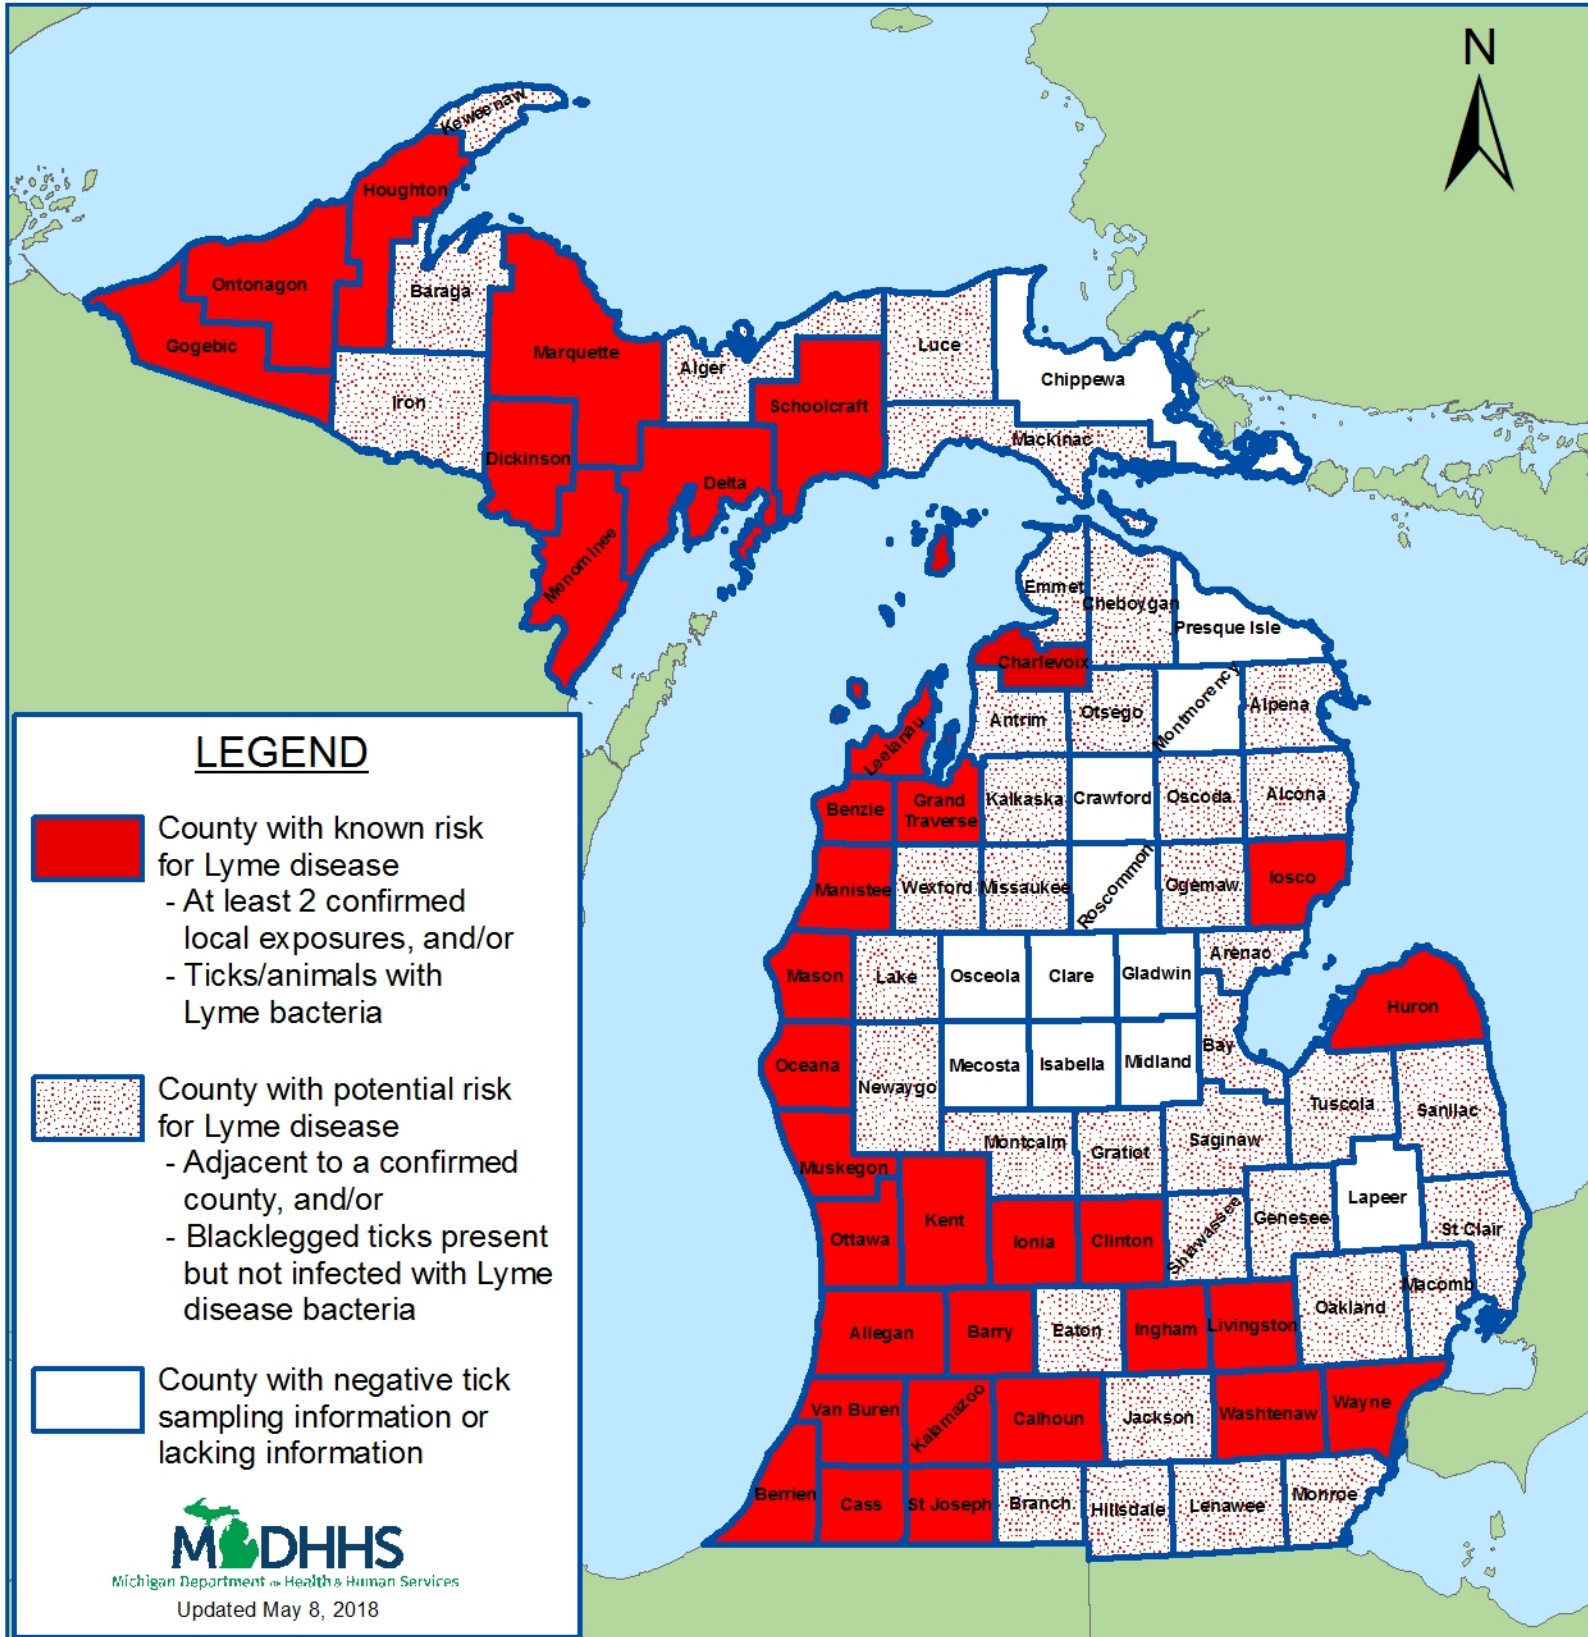 N
Keweenaw
Houghton
Ontonagon
Baraga
Gogebic
Marquette
Luce
Alger
Chippewa
Iron
Schoolcraft
Mackinac
Dickinson
Delta
Menominee
Emmet
Cheboygan
Presque Isle
Charlevoix
Antrim
Otsego
Montmorency
Alpena
Leelanau
Benzie
Grand
Traverse
Kalkaska
Crawford
Oscoda
Alcona
Manistee
Wexford
Missaukee
Roscommon
Ogemaw
Iosco
Mason
Lake
Osceola
Clare
Gladwin
Arenac
Huron
Oceana
Newaygo
Mecosta
Isabella
Midland
Bay
Tuscola
Sanilac
Muskegon
Montcalm
Gratiot
Saginaw
Lapeer
Ottawa
Kent
Ionia
Clinton
Shiawassee
Genesee
St Clair
Allegan
Barry
Eaton
Ingham
Livingston
Oakland
Macomb
Van Buren
Kalamazoo
Calhoun
Jackson
Washtenaw
Wayne
Berrien
Cass
St Joseph
Branch
Hillsdale
Lenawee
Monroe
LEGEND
County with known risk
for Lyme disease
- At least 2 confirmed
local exposures, and/or
- Ticks/animals with
Lyme bacteria
County with potential risk
for Lyme disease
- Adjacent to a confirmed
county, and/or
- Blacklegged ticks present
but not infected with Lyme
disease bacteria
County with negative tick
sampling information or
lacking information
MDHHS
Michigan Department of Health & Human Services
Updated May 8, 2018